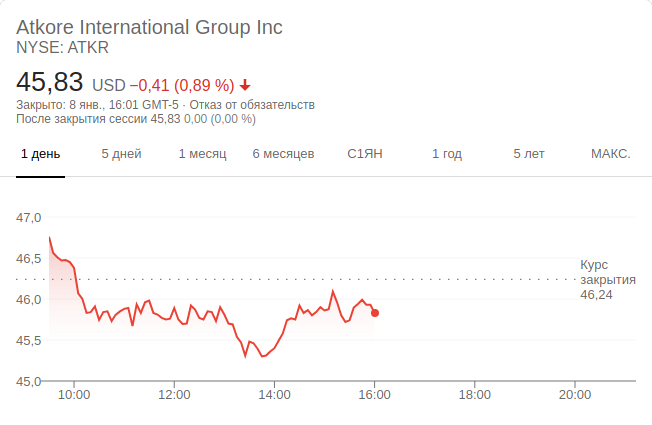 Atkore International Group Inc
NYSE: ATKR
45,83 USD −0,41 (0,89 %)
Закрыто: 8 янв., 16:01 GMT-5 · Отказ от обязательств
После закрытия сессии 45,83 0,00 (0,00 %)
1 день 5 дней 1 месяц 6 месяцев С1ЯН 1 год 5 лет МАКС.
47,0
46,5
46,0
45,5
45,0
Курс
закрытия
46,24
10:00 12:00 14:00 16:00 18:00 20:00